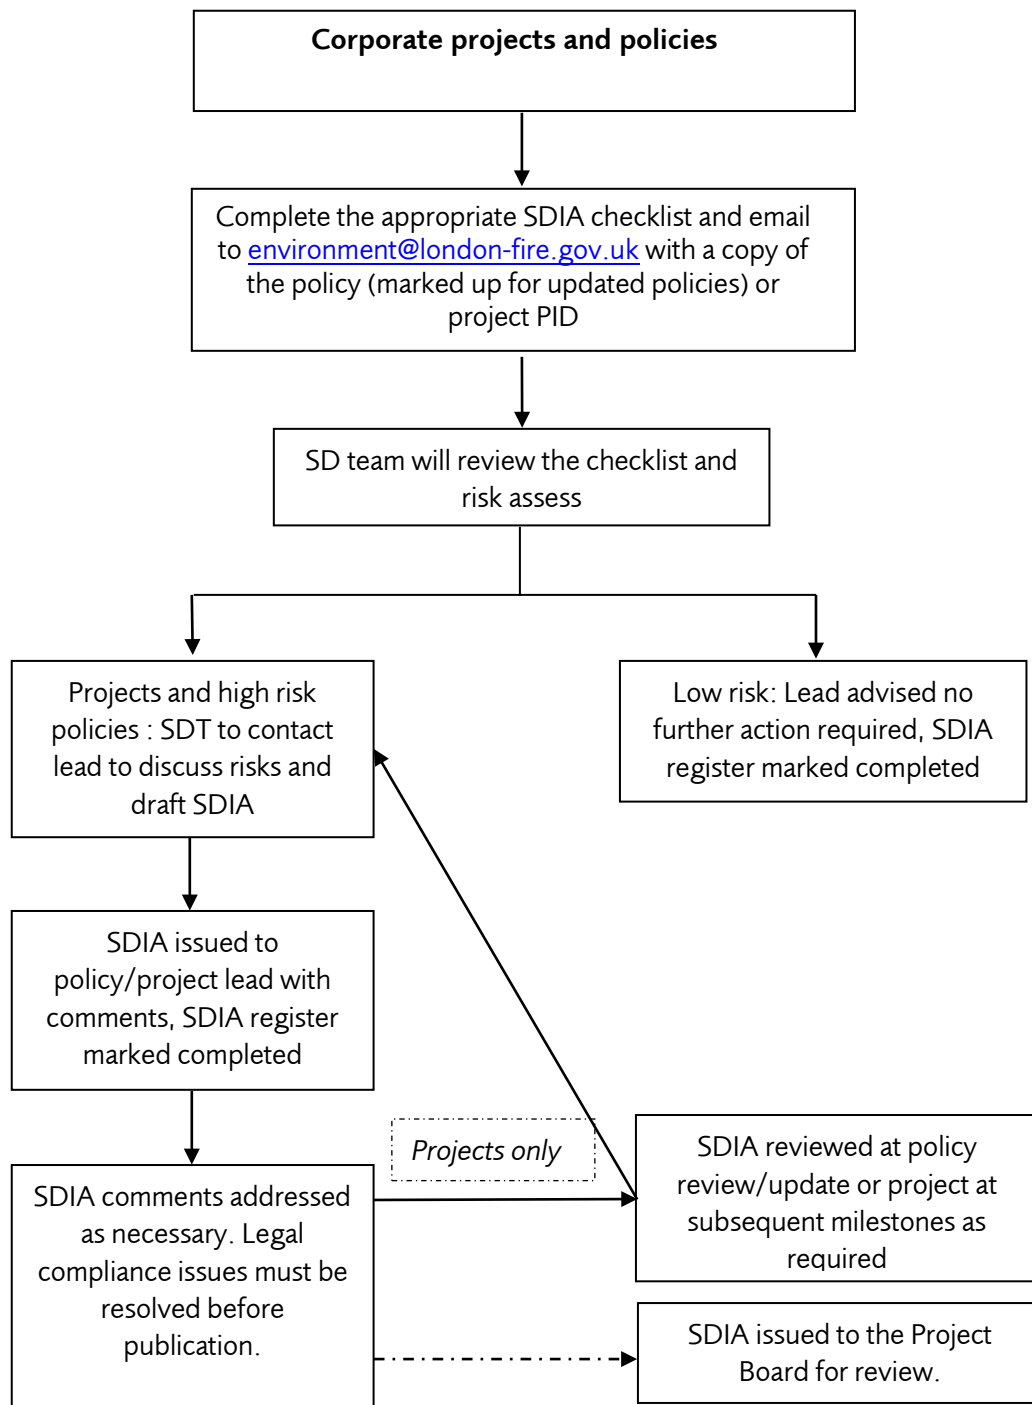 Corporate projects and policies
Complete the appropriate SDIA checklist and email
to environment@london-fire.gov.uk with a copy of
the policy (marked up for updated policies) or
project PID
SD team will review the checklist and
risk assess
Projects and high risk
policies : SDT to contact
lead to discuss risks and
draft SDIA
Low risk: Lead advised no
further action required, SDIA
register marked completed
SDIA issued to
policy/project lead with
comments, SDIA register
marked completed
Projects only
SDIA comments addressed
as necessary. Legal
compliance issues must be
resolved before
publication.
SDIA reviewed at policy
review/update or project at
subsequent milestones as
required
SDIA issued to the Project
Board for review.